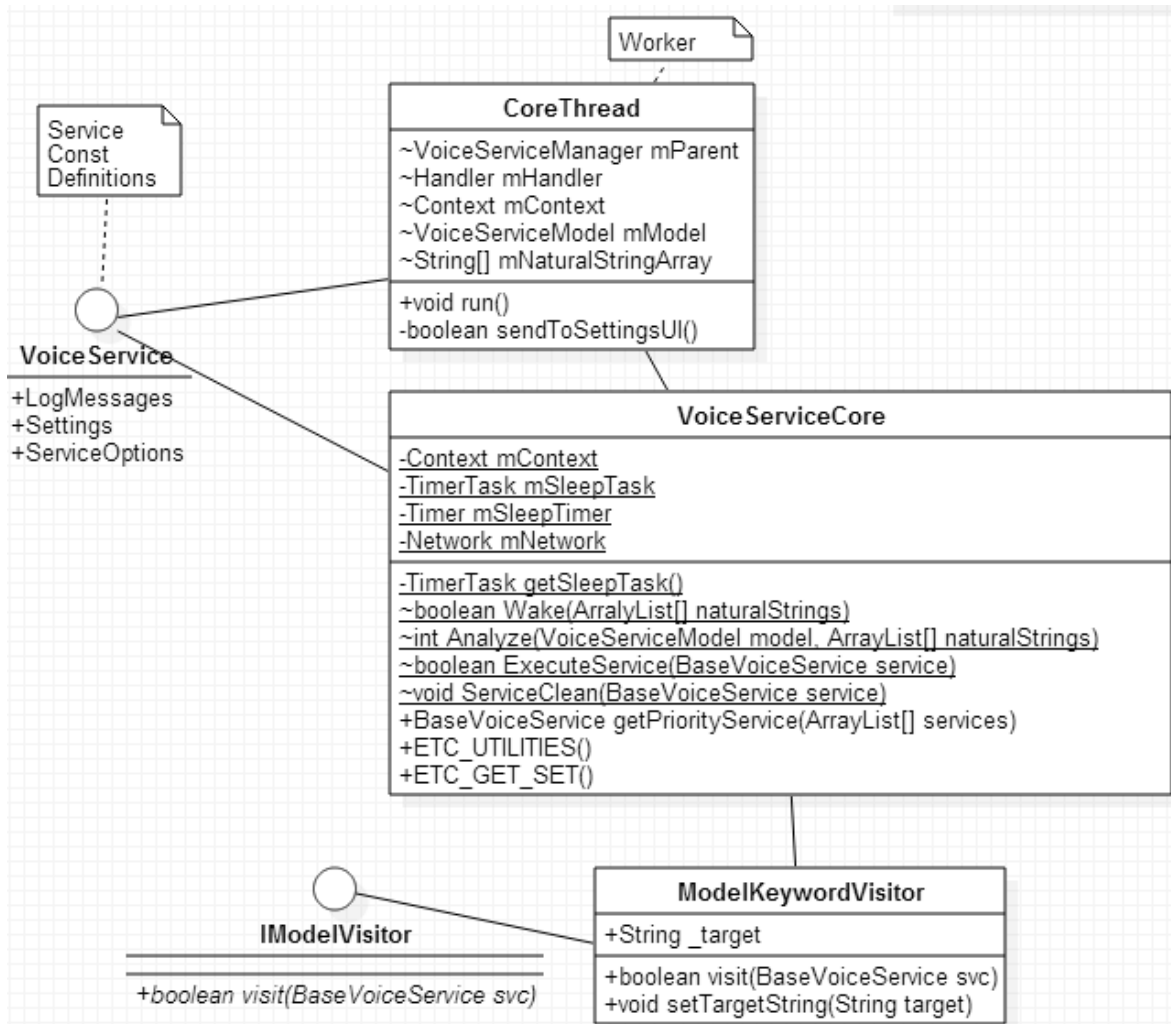 Worker
CoreThread
~VoiceServiceManager mParent
~Handler mHandler
~Context mContext
~VoiceServiceModel mModel
~String[] mNaturalStringArray
+void run()
-boolean sendToSettingsUI()
Service
Const
Definitions
VoiceService
+LogMessages
+Settings
+ServiceOptions
VoiceServiceCore
-Context mContext
-TimerTask mSleepTask
-Timer mSleepTimer
-Network mNetwork
-TimerTask getSleepTask()
~boolean Wake(ArralyList[] naturalStrings)
~int Analyze(VoiceServiceModel model, ArrayList[] naturalStrings)
~boolean ExecuteService(BaseVoiceService service)
~void ServiceClean(BaseVoiceService service)
+BaseVoiceService getPriorityService(ArrayList[] services)
+ETC_UTILITIES()
+ETC_GET_SET()
IModelVisitor
+boolean visit(BaseVoiceService svc)
ModelKeywordVisitor
+String _target
+boolean visit(BaseVoiceService svc)
+void setTargetString(String target)